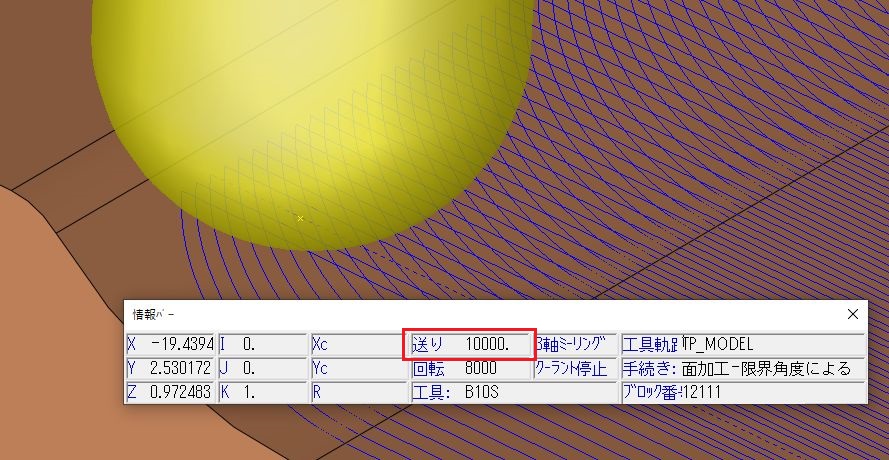 情報ﾊﾞｰ
X -19.4394 I 0. Xc 送り 10000. 3軸ﾐｰﾘﾝｸﾞ 工具軌跡 TP_MODEL
Y 2.530172 J 0. Yc 回転 8000 ｸｰﾗﾝﾄ停止 手続き: 面加工-限界角度による
Z 0.972483 K 1. R 工具: B10S ﾌﾞﾛｯｸ番 12111